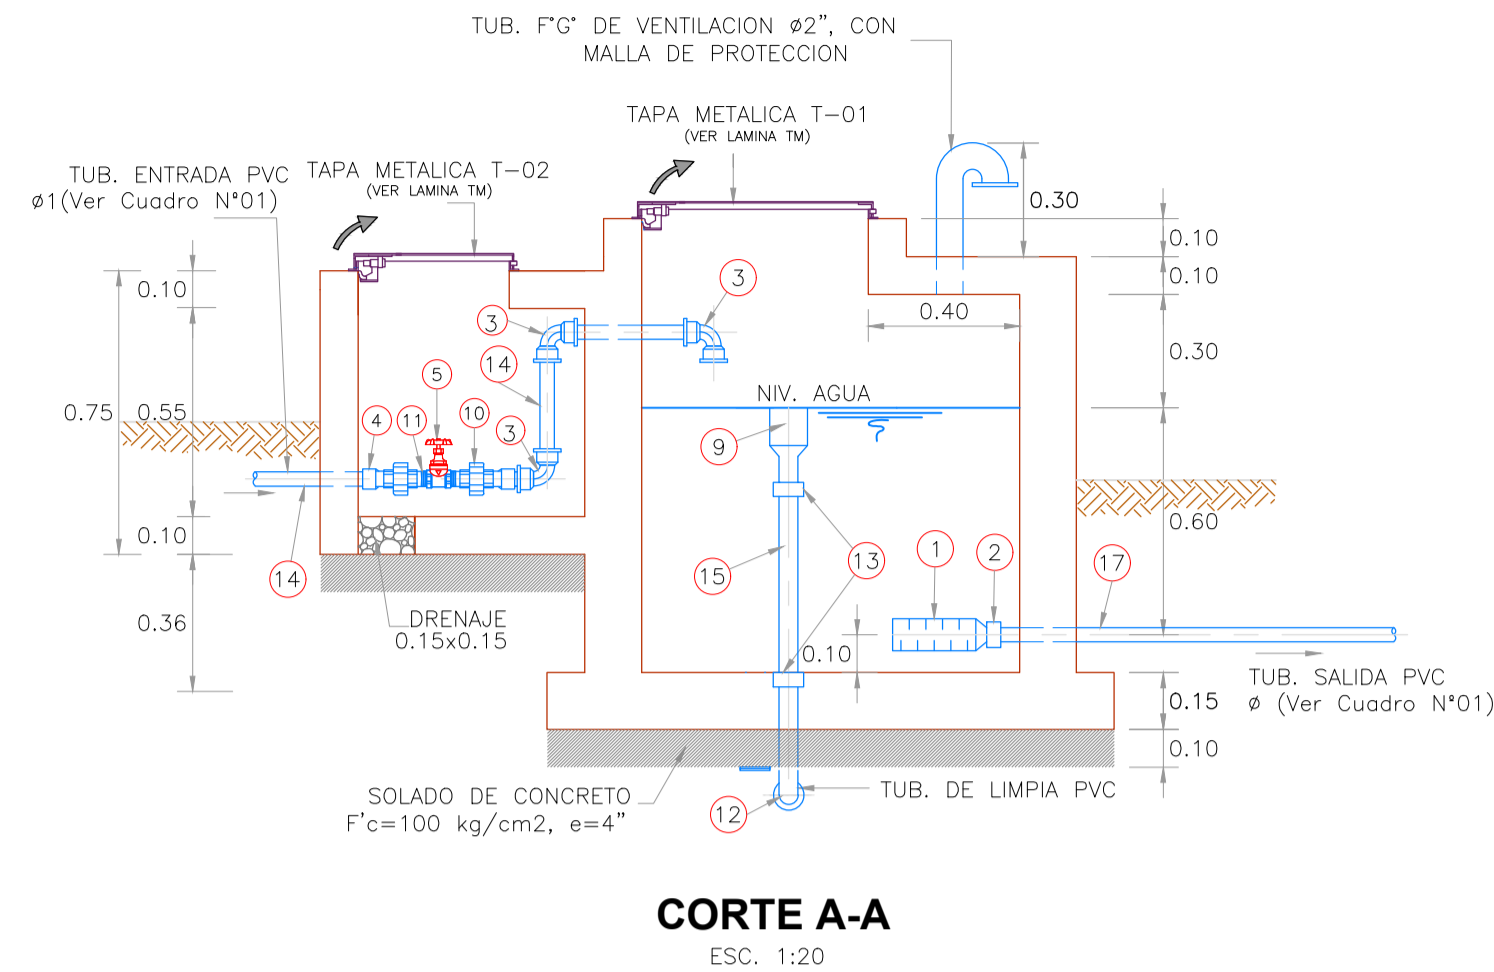 TUB. F°G° DE VENTILACION ø2”, CON
MALLA DE PROTECCION
TAPA METALICA T-01
(VER LAMINA TM)
TUB. ENTRADA PVC
ø1(Ver Cuadro N°01)
TAPA METALICA T-02
(VER LAMINA TM)
0.30
0.10
0.10
0.10
0.40
0.30
3
3
14
5
0.75
0.55
NIV. AGUA
4
11
10
3
9
0.60
0.10
14
15
13
1
2
17
0.36
DRENAJE
0.15x0.15
0.10
TUB. SALIDA PVC
ø (Ver Cuadro N°01)
0.15
0.10
SOLADO DE CONCRETO
F'c=100 kg/cm2, e=4”
TUB. DE LIMPIA PVC
12
CORTE A-A
ESC. 1:20